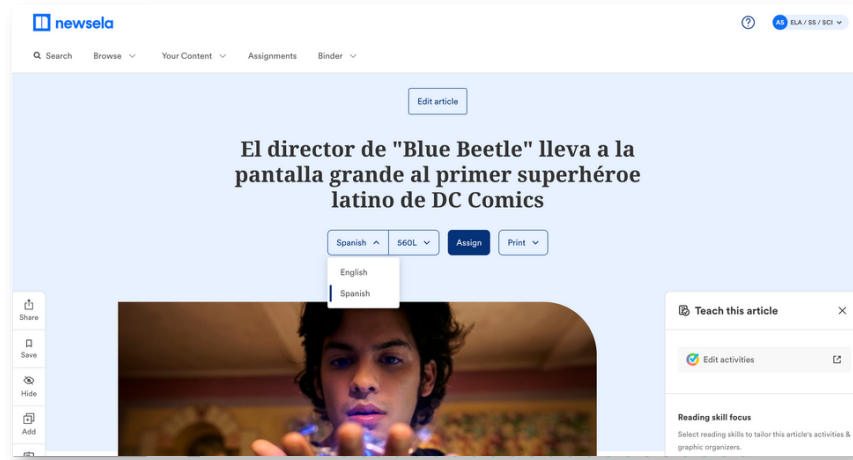 newsela
AS ELA / SS / SCI
Search Browse Your Content Assignments Binder
Edit article
El director de "Blue Beetle" lleva a la
pantalla grande al primer superhéroe
latino de DC Comics
Spanish 560L Assign Print
English
Spanish
Share
Save
Hide
Add
Teach this article
Edit activities
Reading skill focus
Select reading skills to tailor this article's activities &
graphic organizers.